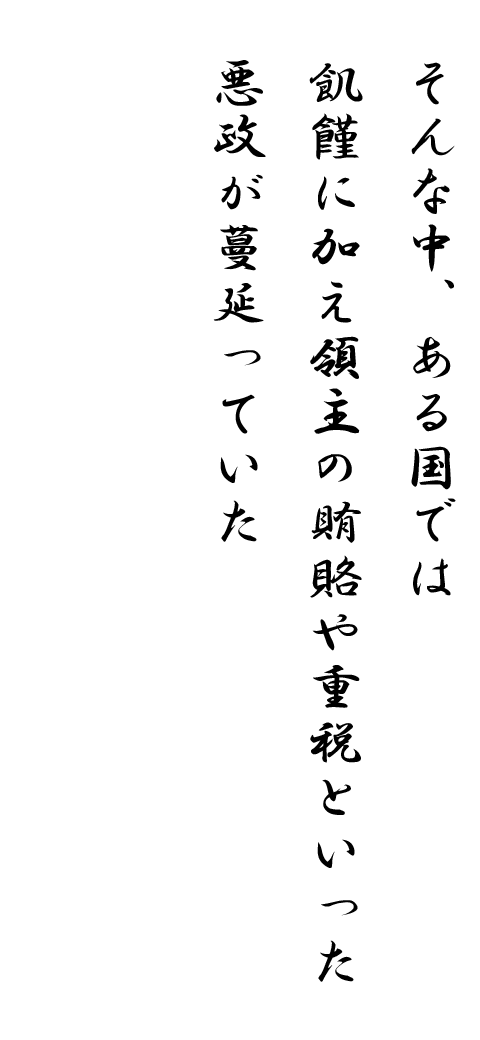 そんな中、ある国では
飢饉に加え領主の賄賂や重税といった
悪政が蔓延っていた